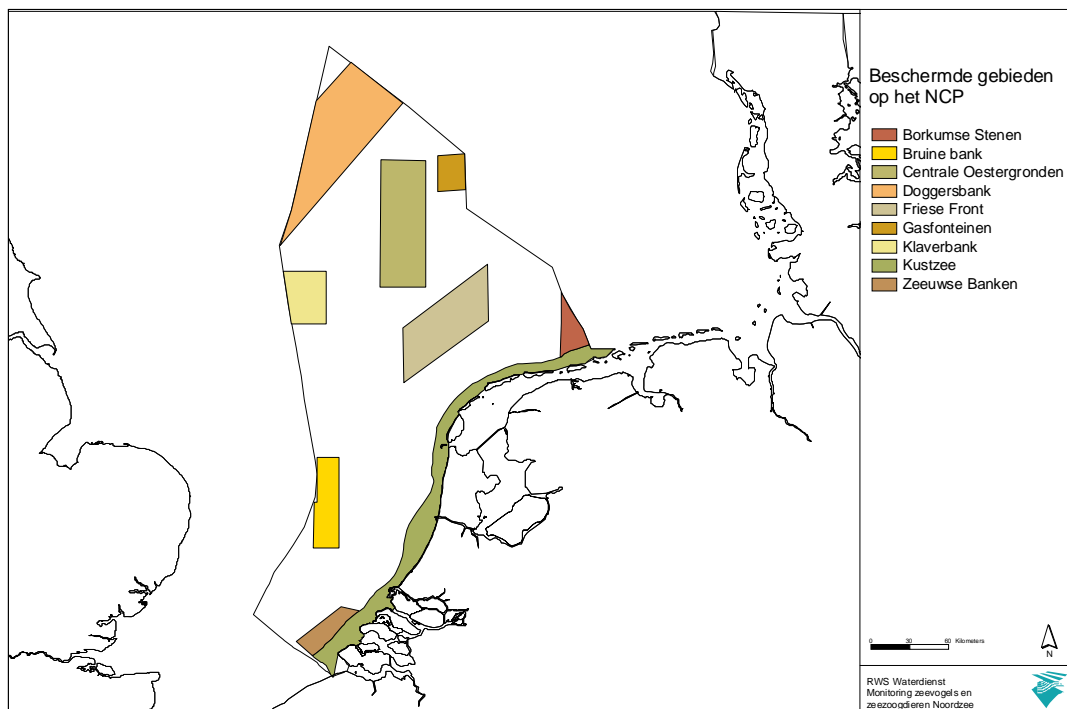 Beschermde gebieden
op het NCP
Borkumse Stenen
Bruine bank
Centrale Oestergronden
Doggersbank
Friese Front
Gasfonteinen
Klaverbank
Kustzee
Zeeuwse Banken
0 30 60 Kilometers
N
RWS Waterdienst
Monitoring zeevogels en
zeezoogdieren Noordzee